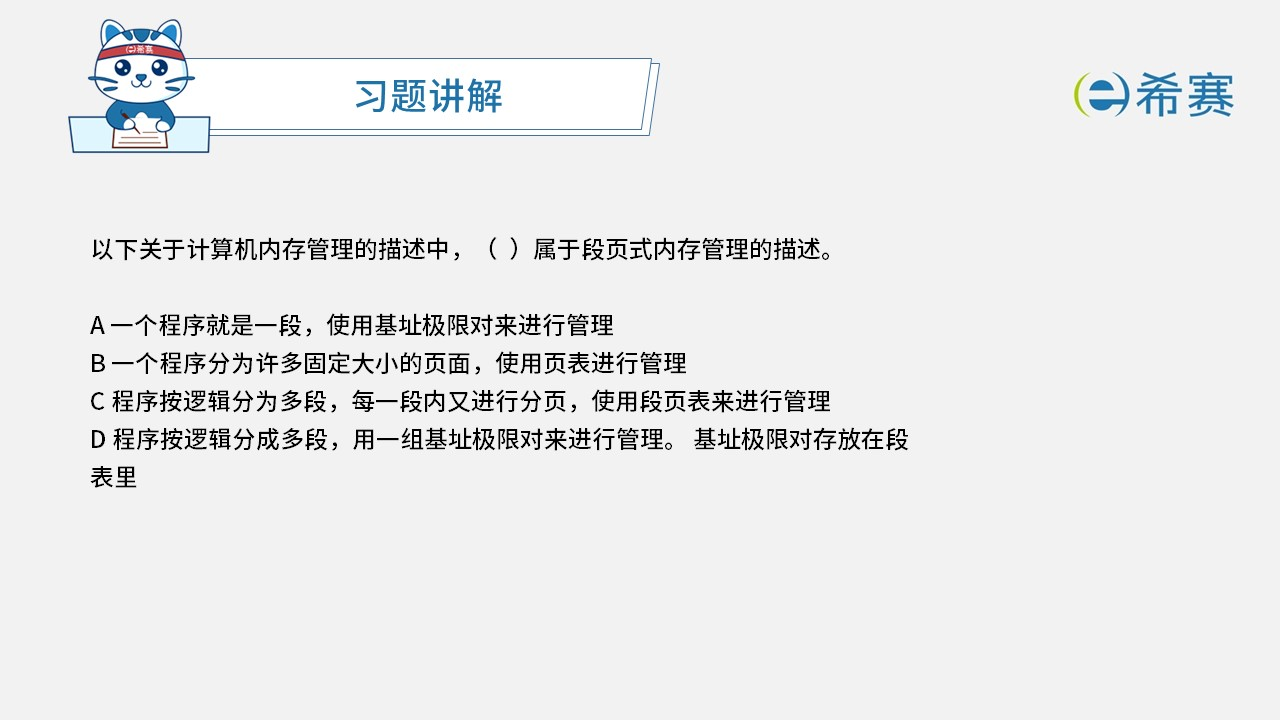 希赛
习题讲解
希赛
以下关于计算机内存管理的描述中，（ ）属于段页式内存管理的描述。
A 一个程序就是一段，使用基址极限对来进行管理
B 一个程序分为许多固定大小的页面，使用页表进行管理
C 程序按逻辑分为多段，每一段内又进行分页，使用段页表来进行管理
D 程序按逻辑分成多段，用一组基址极限对来进行管理。 基址极限对存放在段
表里